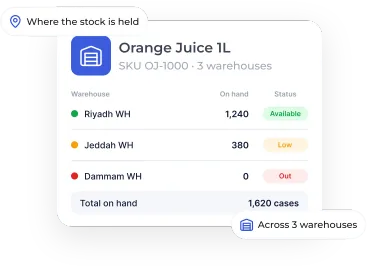 Where the stock is held
Orange Juice 1L
SKU OJ-1000 · 3 warehouses
Warehouse On hand Status
Riyadh WH 1,240 Available
Jeddah WH 380 Low
Dammam WH 0 Out
Total on hand 1,620 cases
Across 3 warehouses